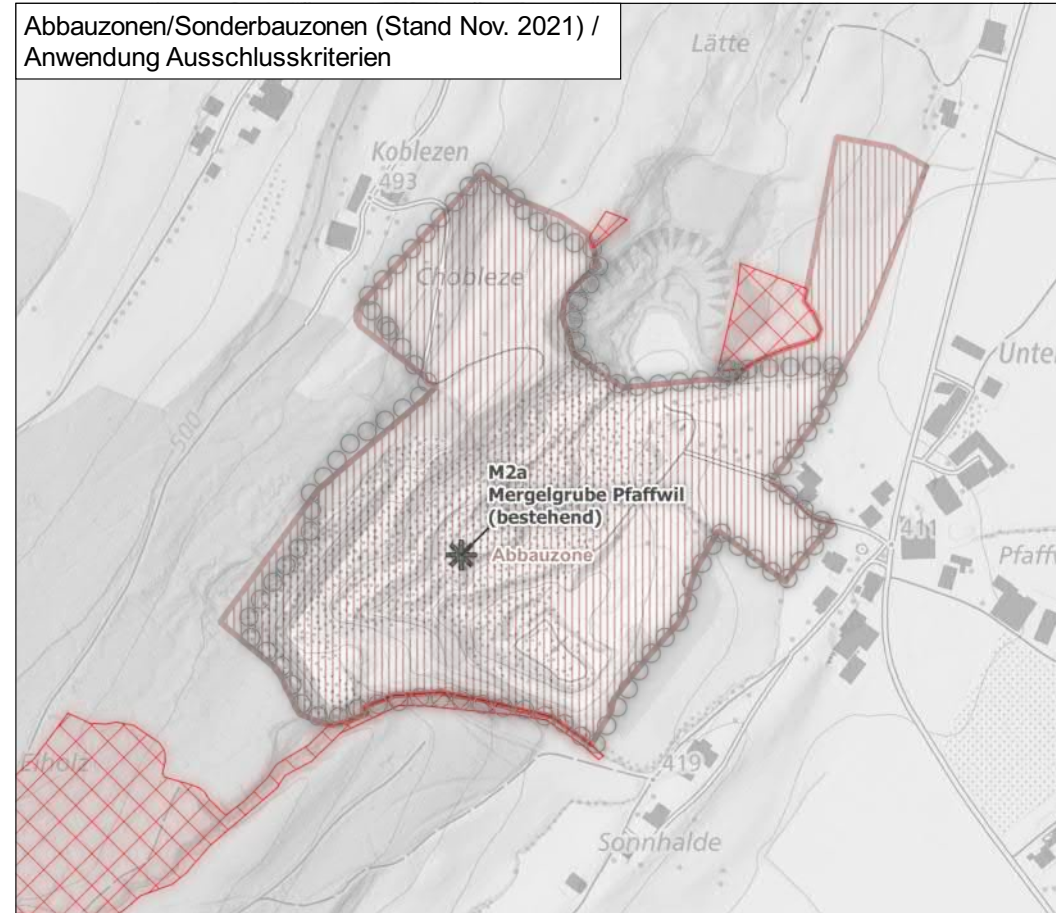 Abbauzonen/Sonderbauzonen (Stand Nov. 2021) /
Anwendung Ausschlusskriterien
Lätte
Koblezen
493
Chobleze
Unter
500
M2a
Mergelgrube Pfaffwil
(bestehend)
Abbauzone
411
Pfaff
Eiholz
419
Sonnhalde